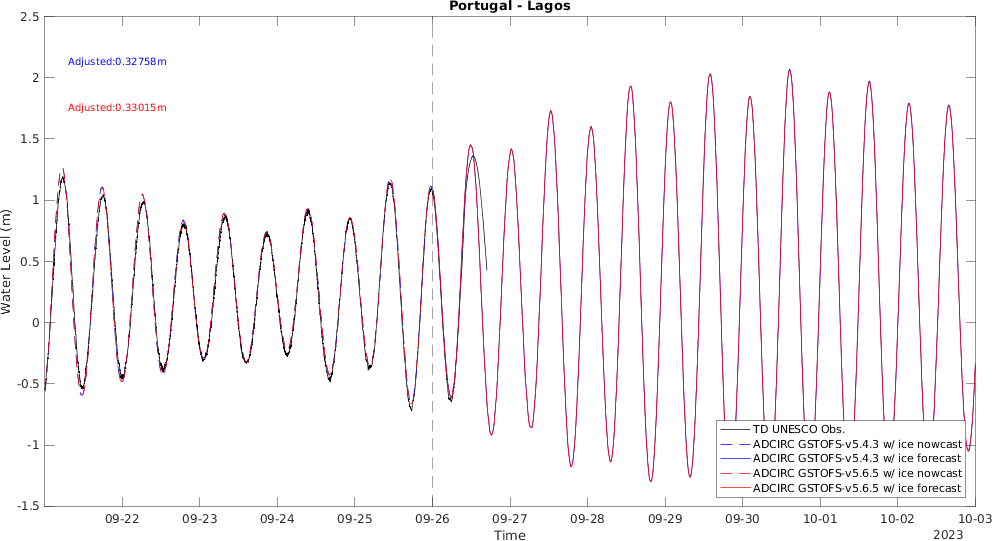 Portugal - Lagos
2.5
2
1.5
1
0.5
0
-0.5
-1
-1.5
Water Level (m)
Adjusted:0.32758m
Adjusted:0.33015m
TD UNESCO Obs.
ADCIRC GSTOFS-v5.4.3 w/ ice nowcast
ADCIRC GSTOFS-v5.4.3 w/ ice forecast
ADCIRC GSTOFS-v5.6.5 w/ ice nowcast
ADCIRC GSTOFS-v5.6.5 w/ ice forecast
09-22 09-23 09-24 09-25 09-26 09-27 09-28 09-29 09-30 10-01 10-02 10-03
Time
2023